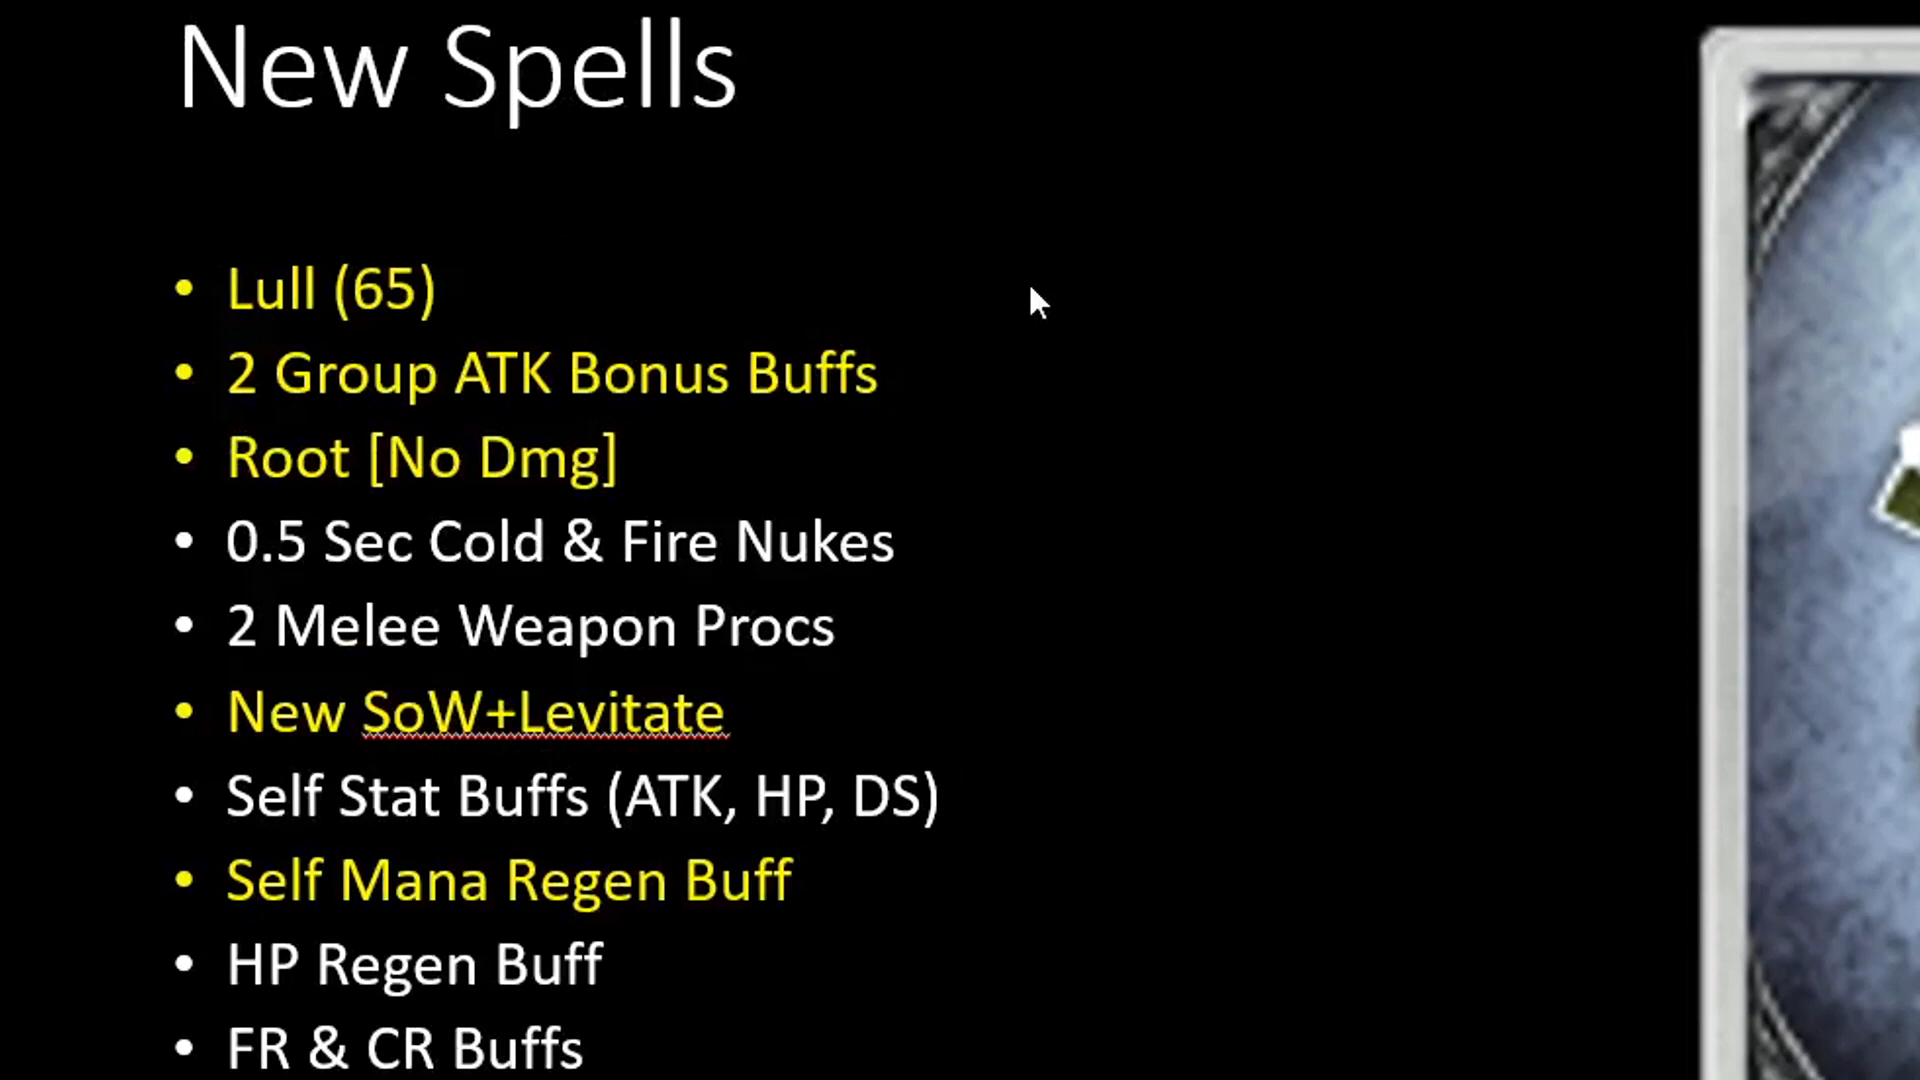 New Spells
• Lull (65)
• 2 Group ATK Bonus Buffs
• Root [No Dmg]
• 0.5 Sec Cold & Fire Nukes
• 2 Melee Weapon Procs
• New SoW+Levitate
• Self Stat Buffs (ATK, HP, DS)
• Self Mana Regen Buff
• HP Regen Buff
• FR & CR Buffs